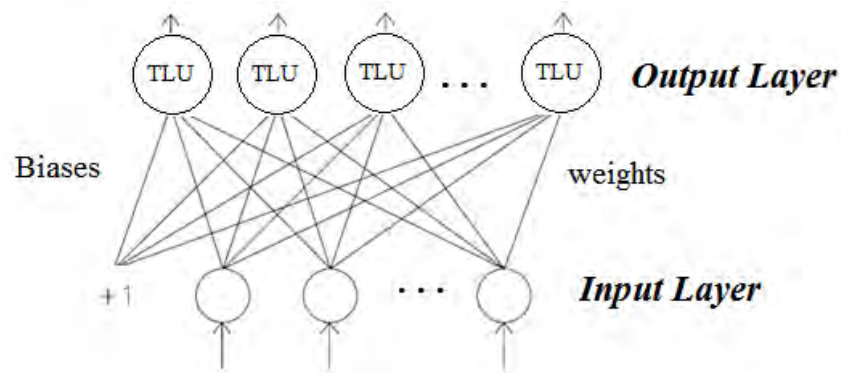 TLU TLU TLU . . . TLU Output Layer
Biases weights
+1 . . . Input Layer